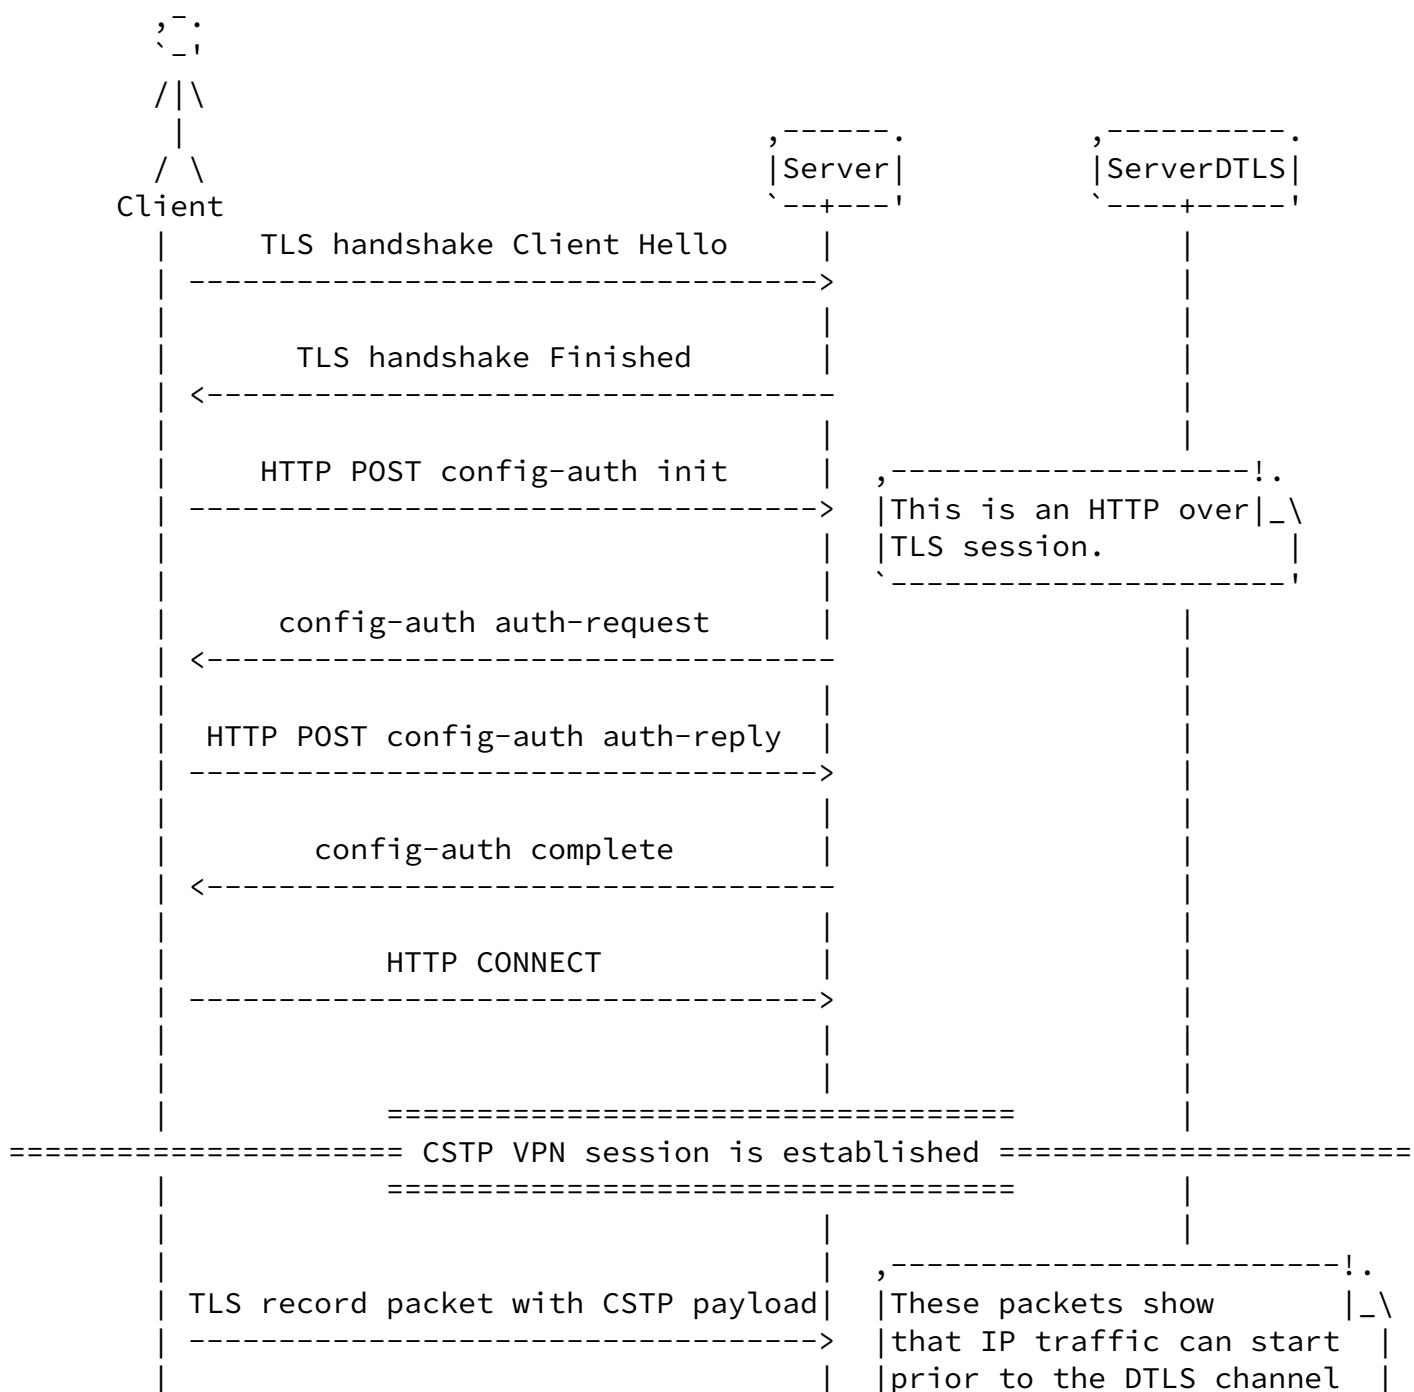 Server
ServerDTLS
Client
TLS handshake Client Hello
TLS handshake Finished
HTTP POST config-auth init
This is an HTTP over
TLS session.
config-auth auth-request
HTTP POST config-auth auth-reply
config-auth complete
HTTP CONNECT
CSTP VPN session is established
TLS record packet with CSTP payload
These packets show
that IP traffic can start
prior to the DTLS channel